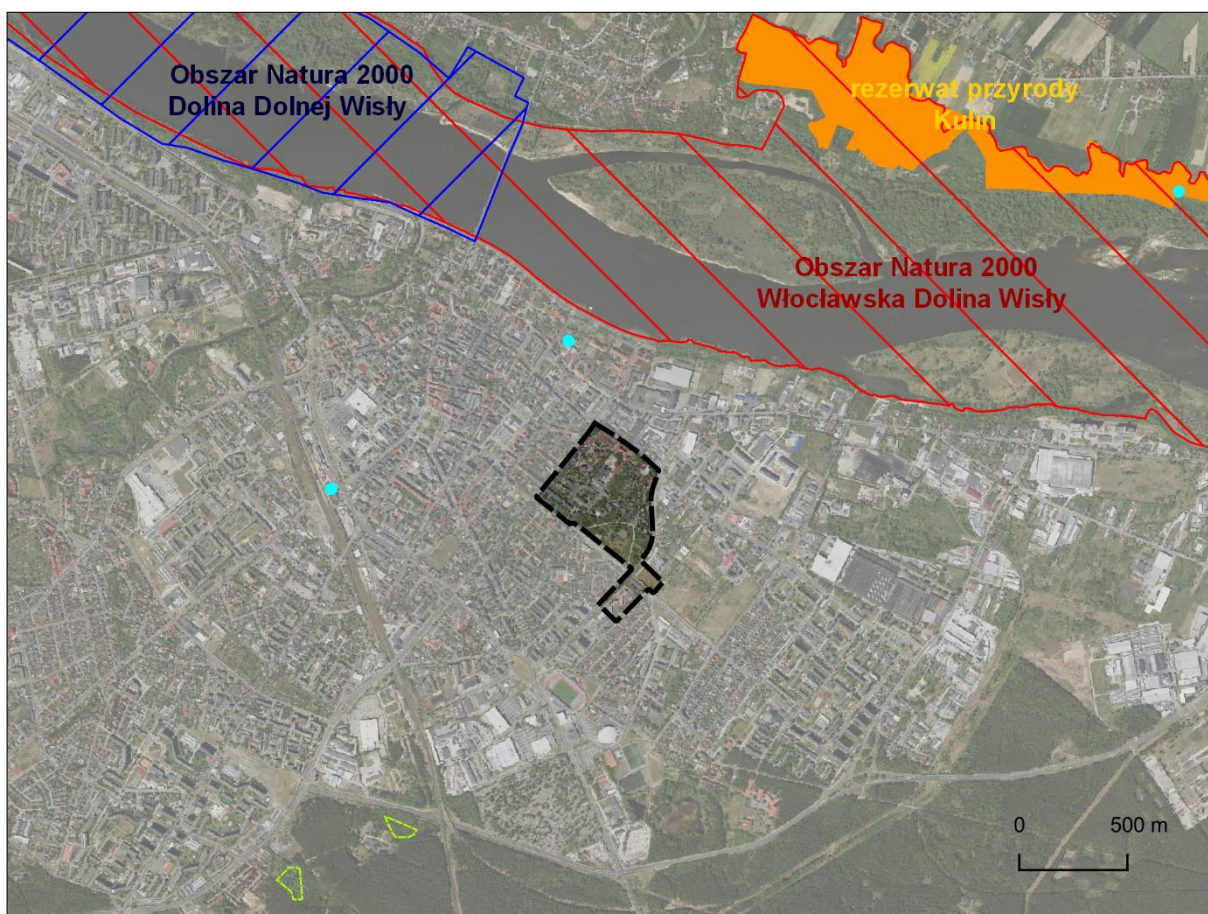 Obszar Natura 2000
Dolina Dolnej Wisły
rezerwat przyrody
Kulin
Obszar Natura 2000
Włocławska Dolina Wisły
0 500 m